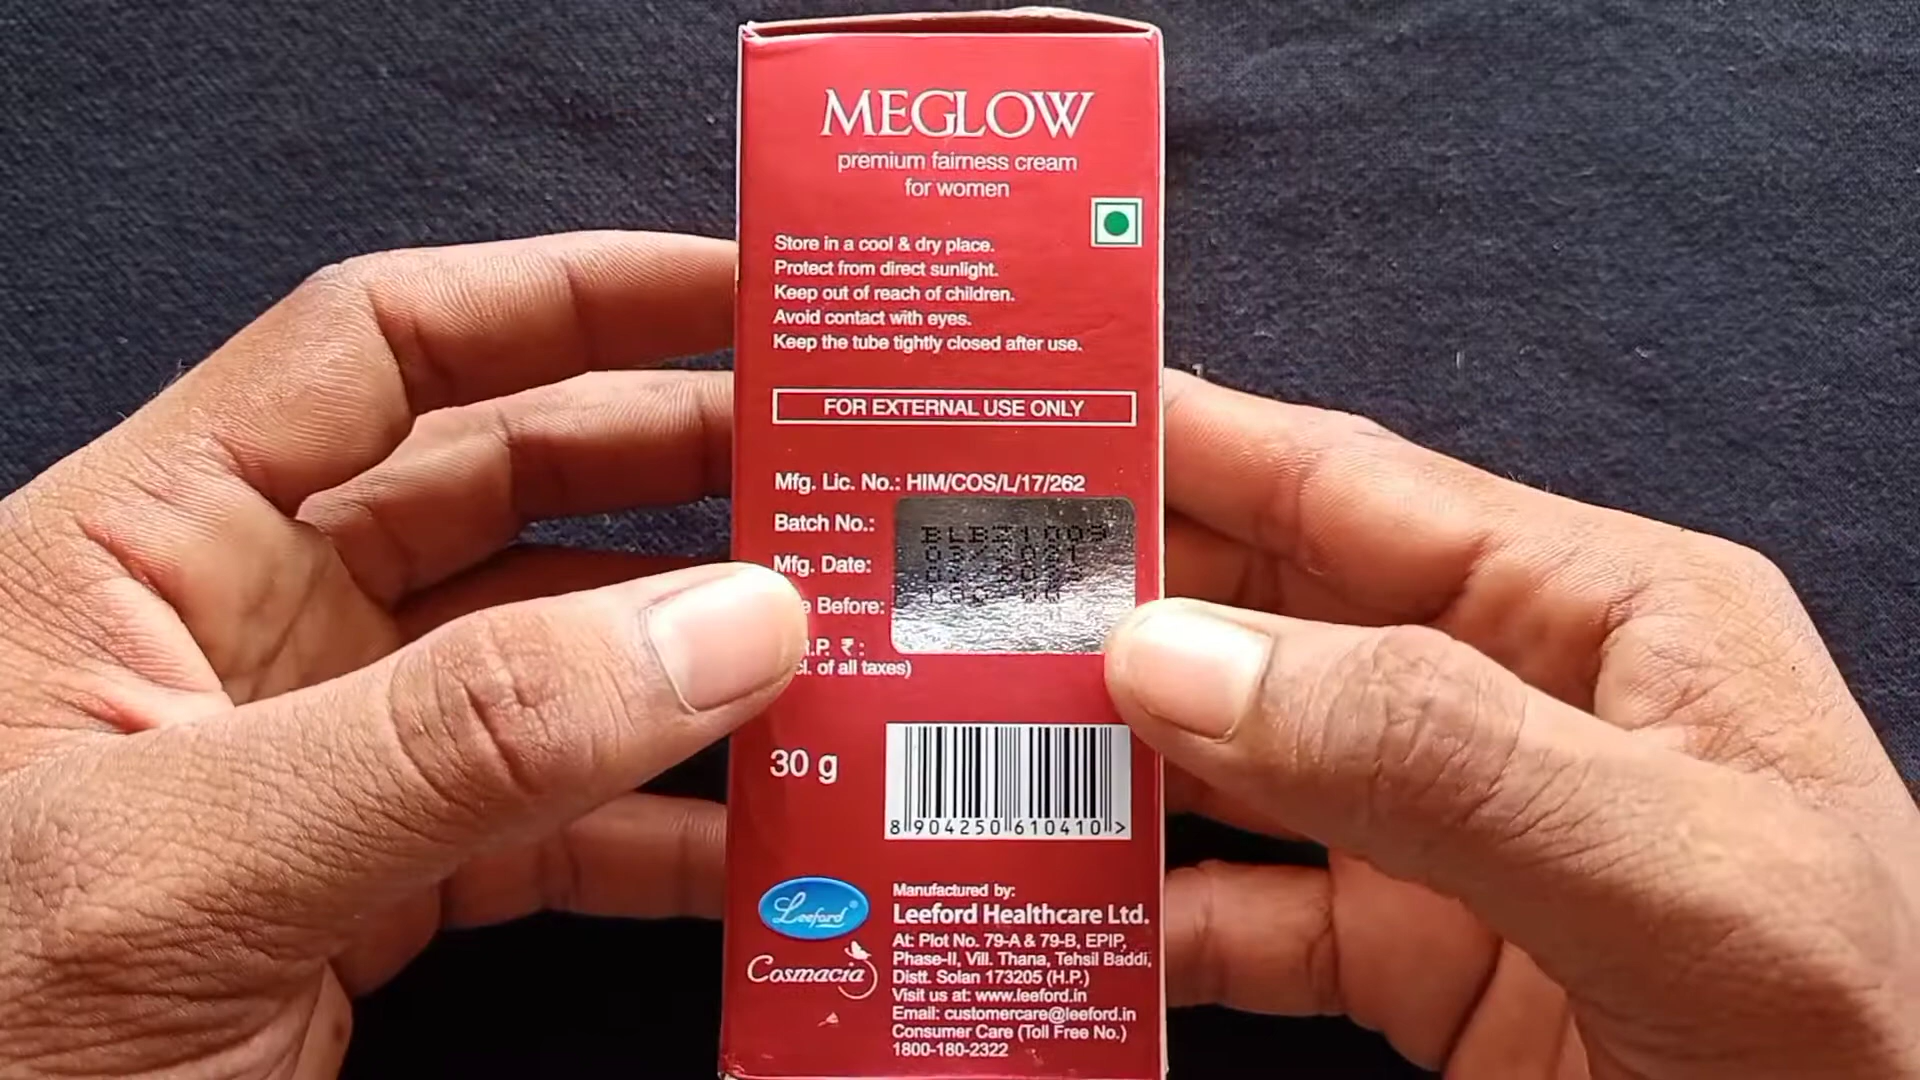 MEGLOW
premium fairness cream
for women
Store in a cool & dry place.
Protect from direct sunlight.
Keep out of reach of children.
Avoid contact with eyes.
Keep the tube tightly closed after use.
FOR EXTERNAL USE ONLY
Mfg. Lic. No.: HIM/COS/L/17/262
Batch No.: BLB21009
Mfg. Date: 03/2021
Before:
₹ :
of all taxes)
30 g
8 904250 610410 >
Leeford®
Cosmacia
Manufactured by:
Leeford Healthcare Ltd.
At: Plot No. 79-A & 79-B, EPIP,
Phase-II, Vill. Thana, Tehsil Baddi,
Distt. Solan 173205 (H.P.)
Visit us at: www.leeford.in
Email: customercare@leeford.in
Consumer Care (Toll Free No.)
1800-180-2322